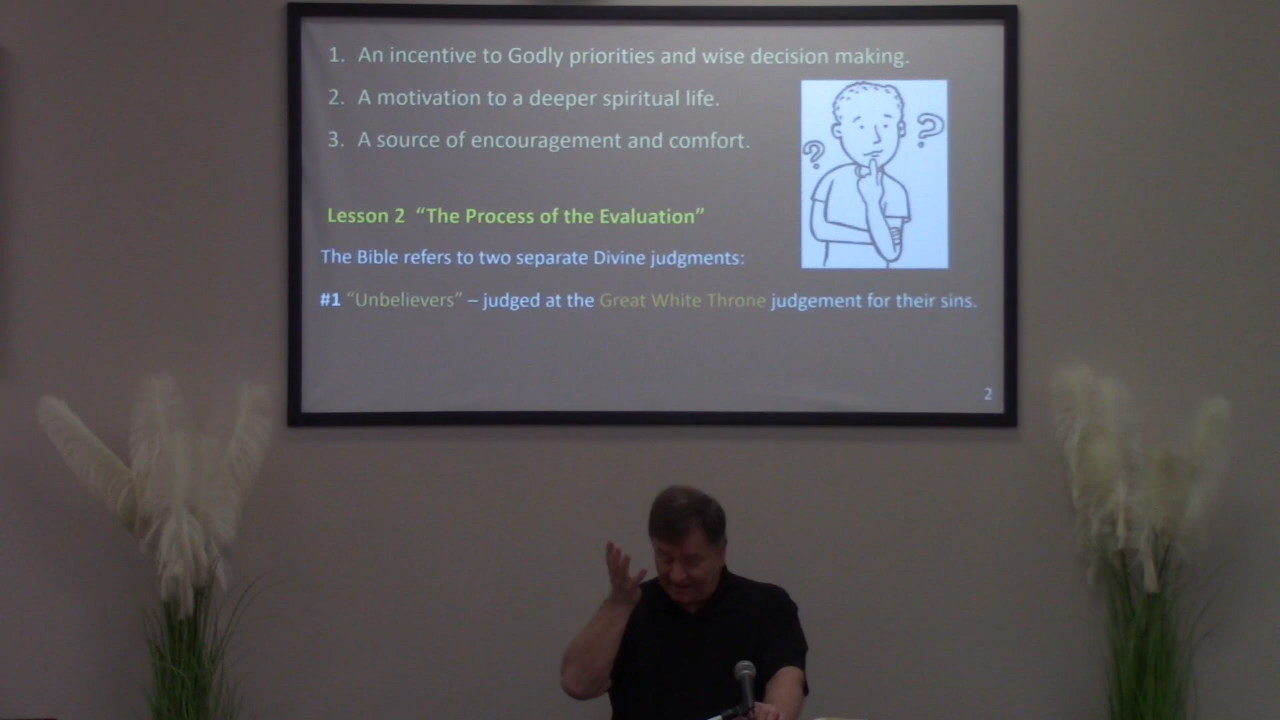 1. An incentive to Godly priorities and wise decision making.
2. A motivation to a deeper spiritual life.
3. A source of encouragement and comfort.
Lesson 2 “The Process of the Evaluation”
The Bible refers to two separate Divine judgments:
#1 “Unbelievers” – judged at the Great White Throne judgement for their sins.
2